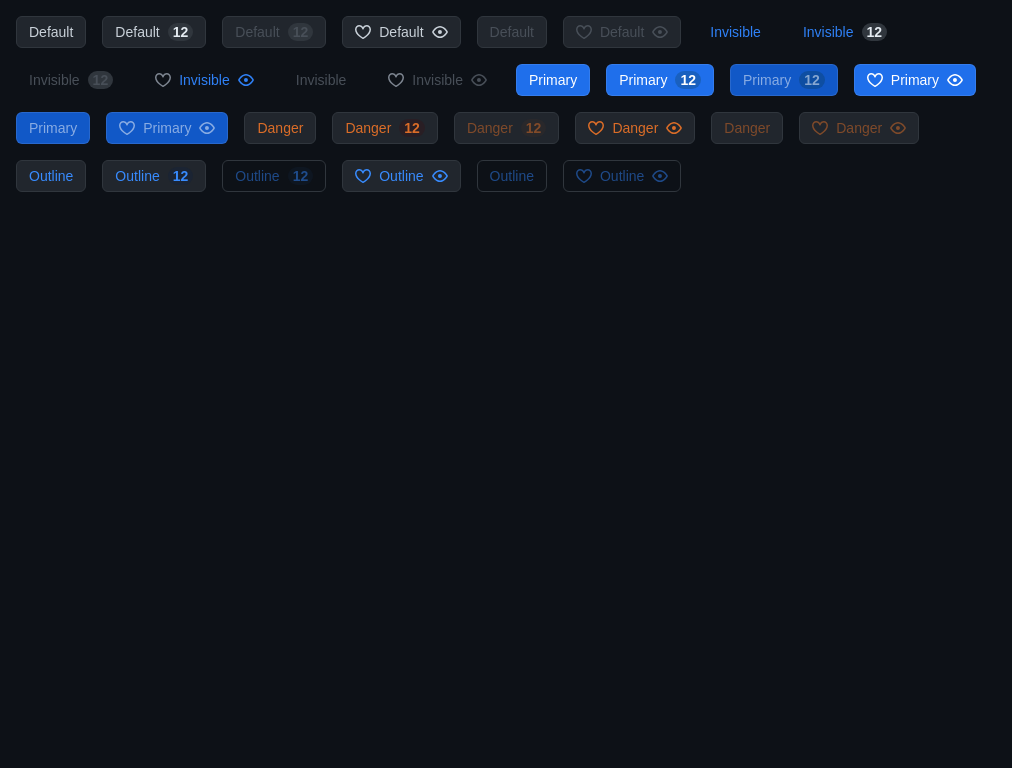 Default Default 12 Default 12 Default Default Default Invisible Invisible 12
Invisible 12 Invisible Invisible Invisible Primary Primary 12 Primary 12 Primary
Primary Primary Danger Danger 12 Danger 12 Danger Danger Danger
Outline Outline 12 Outline 12 Outline Outline Outline